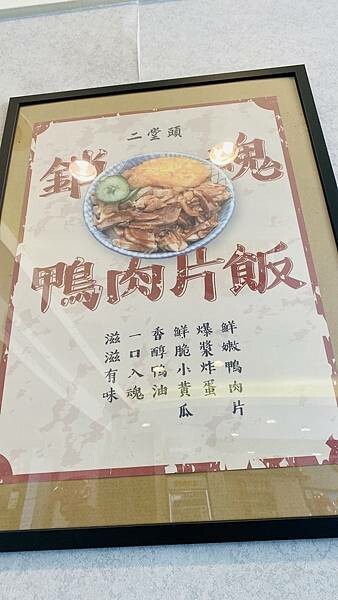 二堂頭
銷魂
鴨肉片飯
鮮嫩鴨肉片
爆漿炸蛋
鮮脆小黃瓜
香醇鴨油
一口入魂
滋滋有味